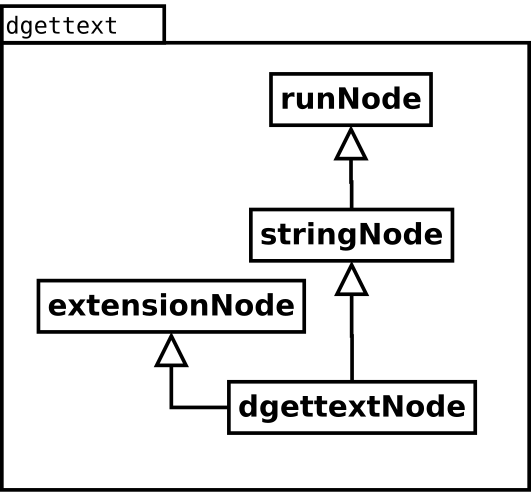 dgettext
runNode
stringNode
extensionNode
dgettextNode